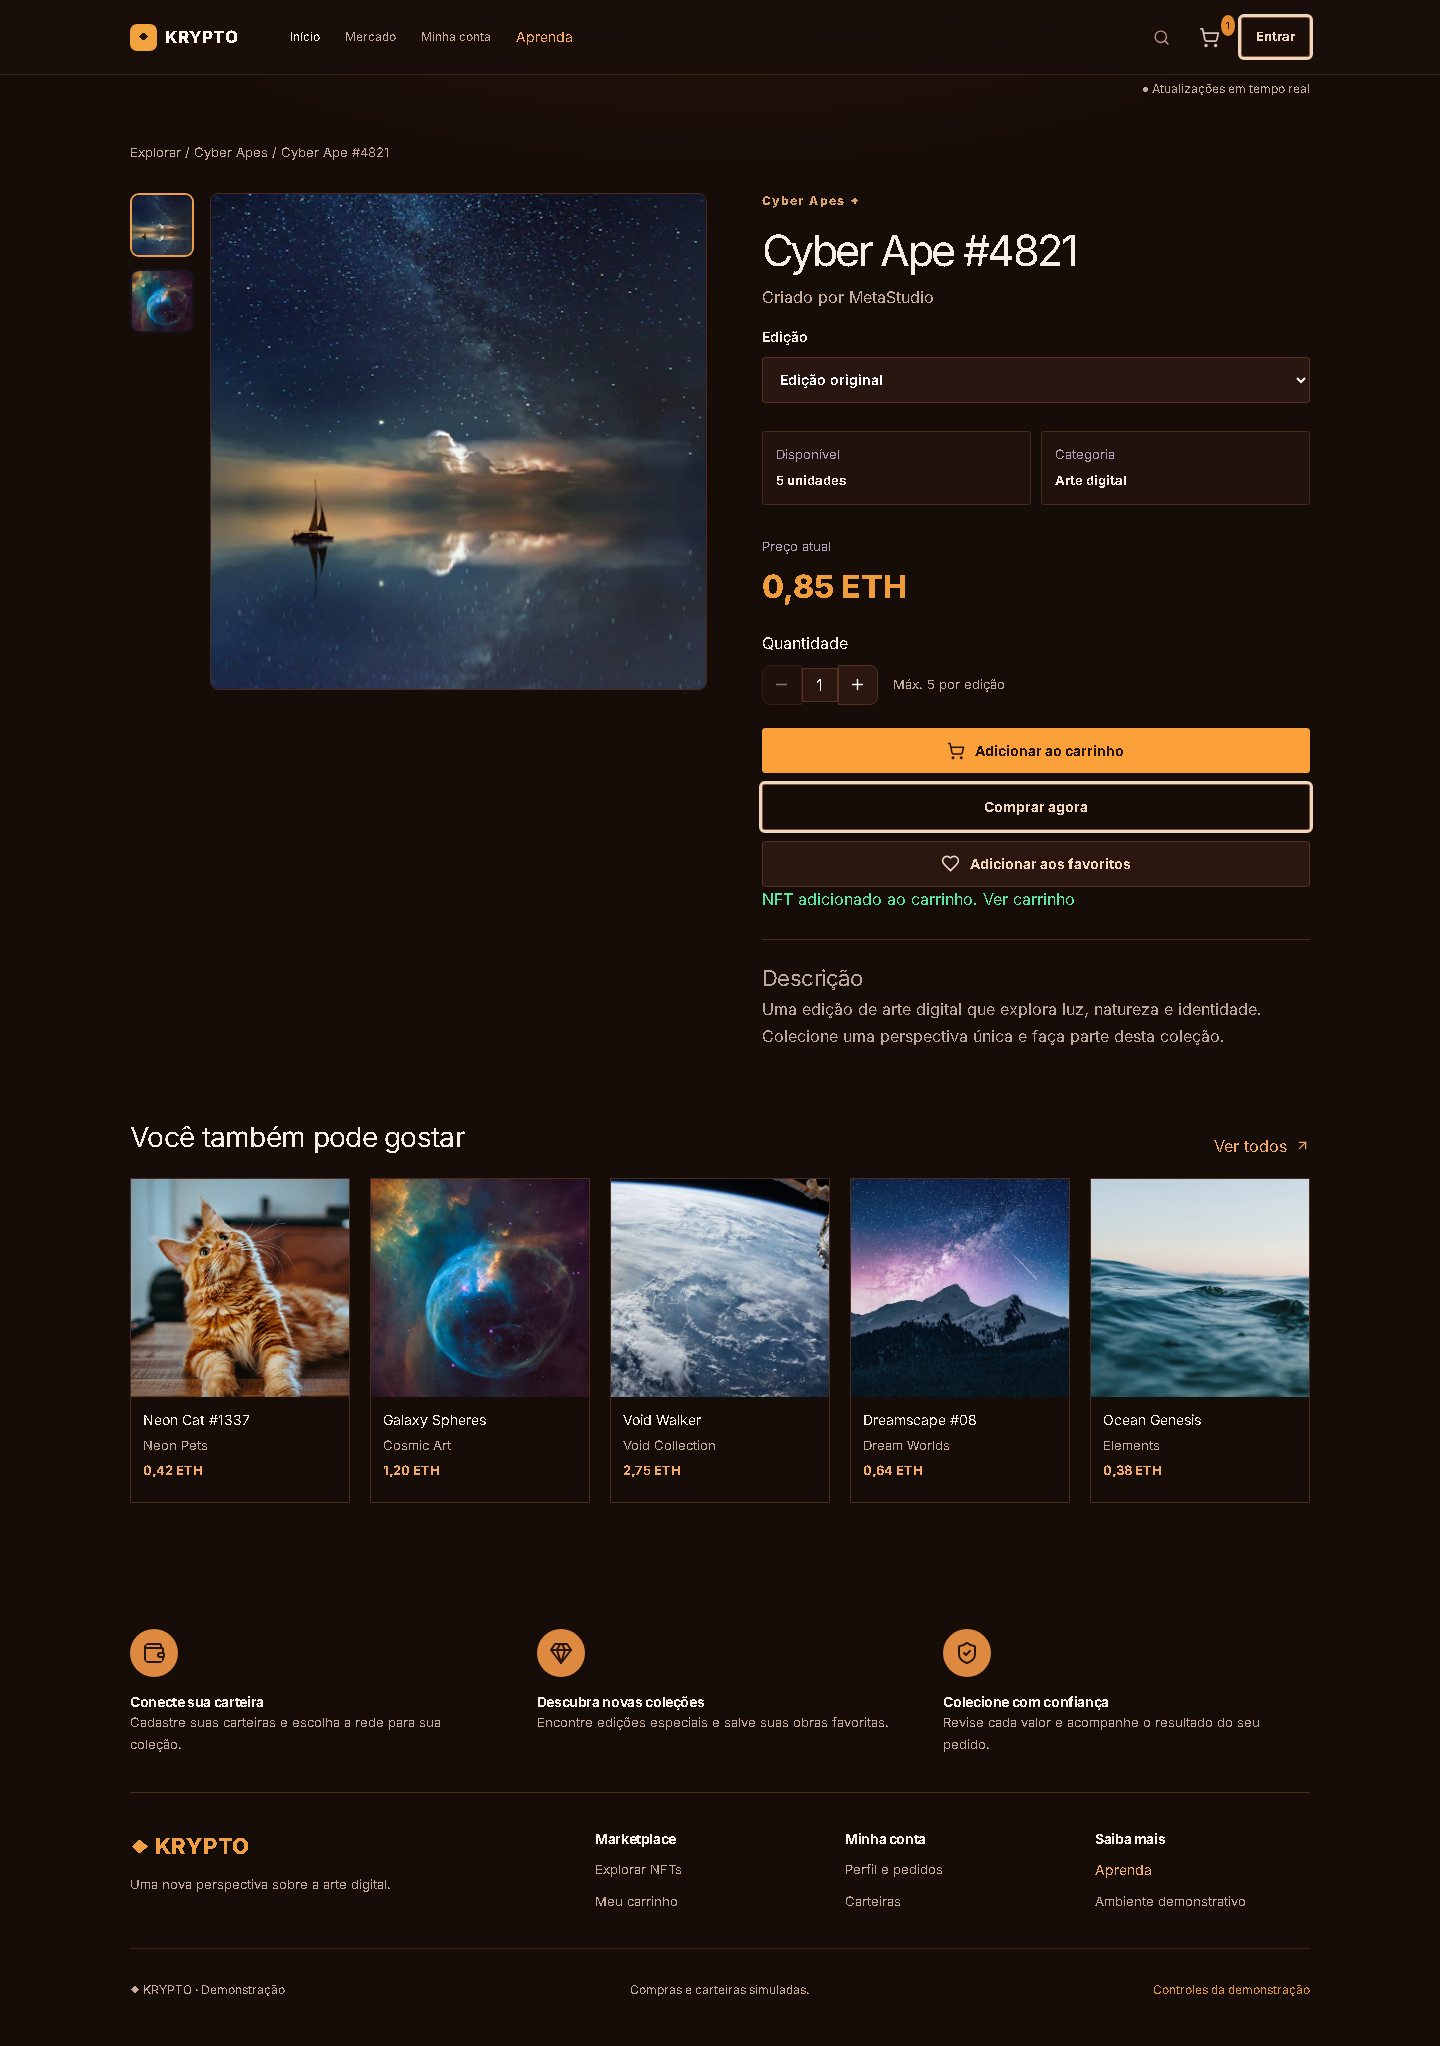 KRYPTO
Início
Mercado
Minha conta
Aprenda
1
Entrar
● Atualizações em tempo real
Explorar / Cyber Apes / Cyber Ape #4821
Cyber Apes ✦
Cyber Ape #4821
Criado por MetaStudio
Edição
Edição original
Disponível
5 unidades
Categoria
Arte digital
Preço atual
0,85 ETH
Quantidade
− 1 +
Máx. 5 por edição
Adicionar ao carrinho
Comprar agora
Adicionar aos favoritos
NFT adicionado ao carrinho. Ver carrinho
Descrição
Uma edição de arte digital que explora luz, natureza e identidade.
Colecione uma perspectiva única e faça parte desta coleção.
Você também pode gostar
Ver todos
Neon Cat #1337
Neon Pets
0,42 ETH
Galaxy Spheres
Cosmic Art
1,20 ETH
Void Walker
Void Collection
2,75 ETH
Dreamscape #08
Dream Worlds
0,64 ETH
Ocean Genesis
Elements
0,38 ETH
Conecte sua carteira
Cadastre suas carteiras e escolha a rede para sua
coleção.
Descubra novas coleções
Encontre edições especiais e salve suas obras favoritas.
Colecione com confiança
Revise cada valor e acompanhe o resultado do seu
pedido.
◆ KRYPTO
Uma nova perspectiva sobre a arte digital.
Marketplace
Explorar NFTs
Meu carrinho
Minha conta
Perfil e pedidos
Carteiras
Saiba mais
Aprenda
Ambiente demonstrativo
◆ KRYPTO · Demonstração
Compras e carteiras simuladas.
Controles da demonstração